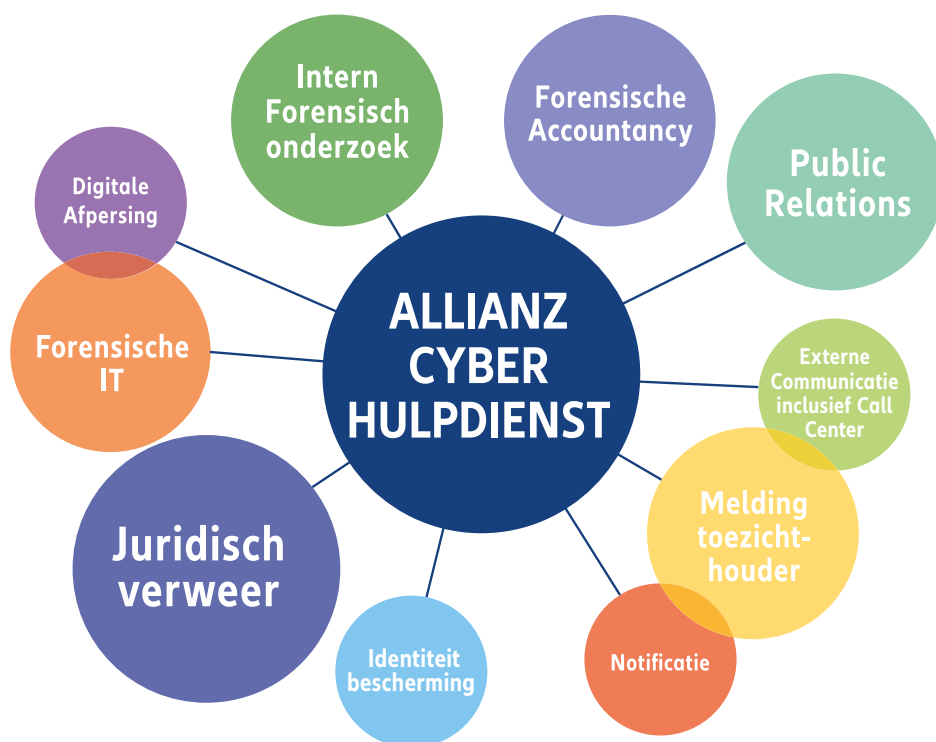 Intern
Forensisch
onderzoek
Forensische
Accountancy
Public
Relations
Digitale
Afpersing
Forensische
IT
ALLIANZ
CYBER
HULPDIENST
Externe
Communicatie
inclusief Call
Center
Melding
toezicht-
houder
Juridisch
verweer
Identiteit
bescherming
Notificatie